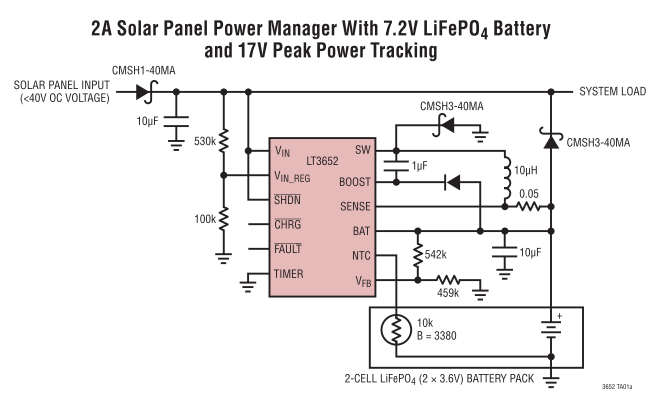 2A Solar Panel Power Manager With 7.2V LiFePO4 Battery
and 17V Peak Power Tracking
SOLAR PANEL INPUT
(<40V OC VOLTAGE)
CMSH1-40MA
SYSTEM LOAD
10µF
530k
100k
CMSH3-40MA
CMSH3-40MA
LT3652
VIN
VIN_REG
SHDN
CHRG
FAULT
TIMER
SW
BOOST
SENSE
BAT
NTC
VFB
1µF
10µH
0.05
542k
10µF
459k
10k
B = 3380
+
2-CELL LiFePO4 (2 × 3.6V) BATTERY PACK
3652 TA01a